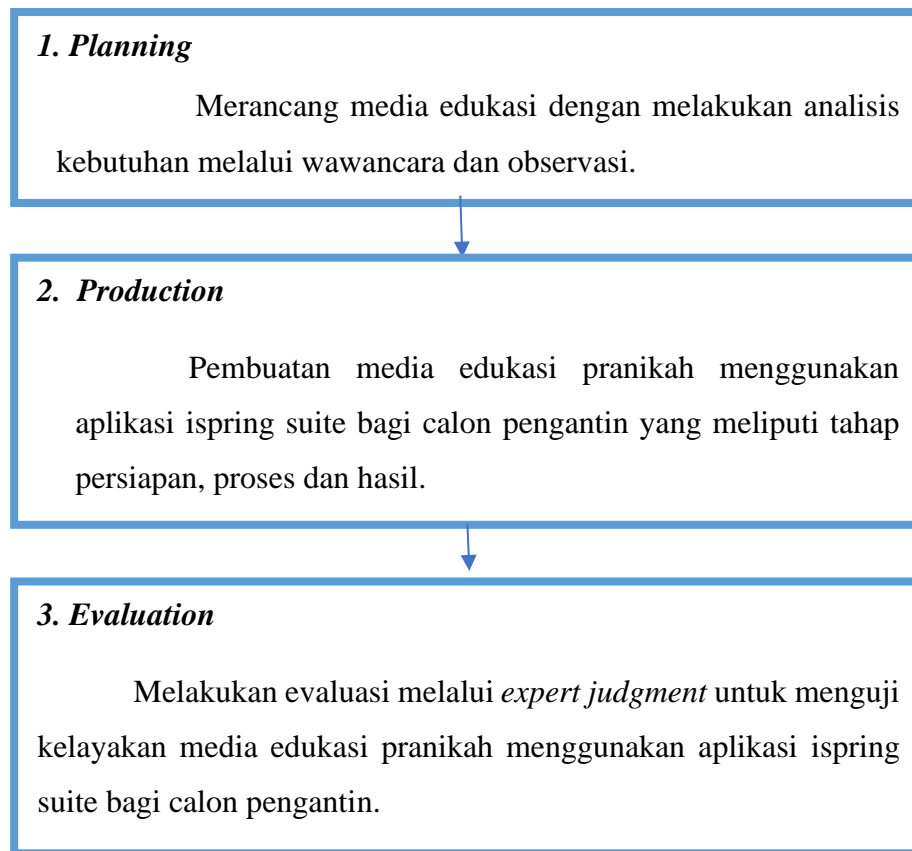 1. Planning
Merancang media edukasi dengan melakukan analisis
kebutuhan melalui wawancara dan observasi.
2. Production
Pembuatan media edukasi pranikah menggunakan
aplikasi ispring suite bagi calon pengantin yang meliputi tahap
persiapan, proses dan hasil.
3. Evaluation
Melakukan evaluasi melalui expert judgment untuk menguji
kelayakan media edukasi pranikah menggunakan aplikasi ispring
suite bagi calon pengantin.